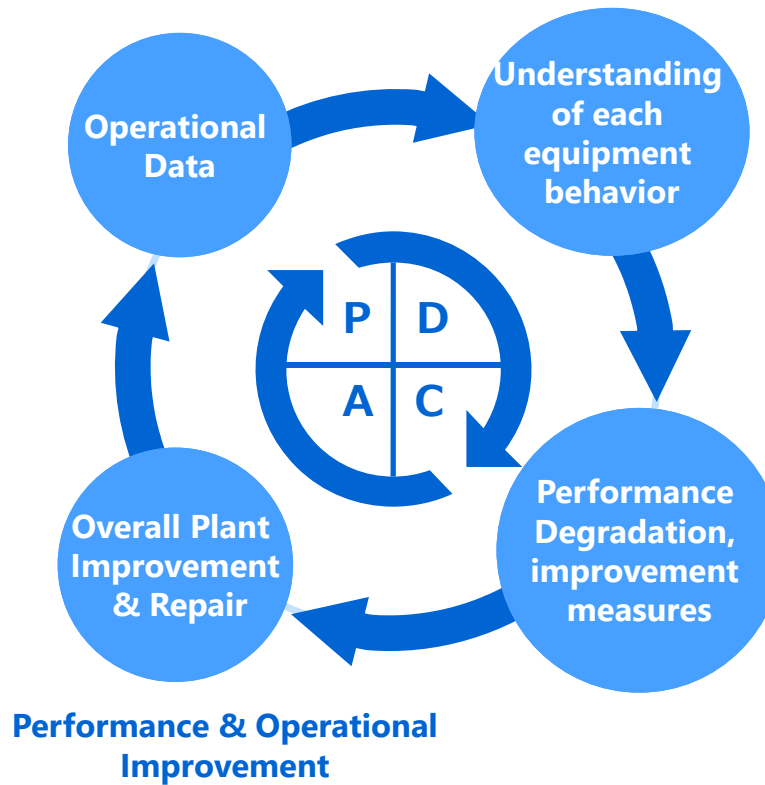 Operational
Data
Understanding
of each
equipment
behavior
P D
A C
Performance
Degradation,
improvement
measures
Overall Plant
Improvement
& Repair
Performance & Operational
Improvement